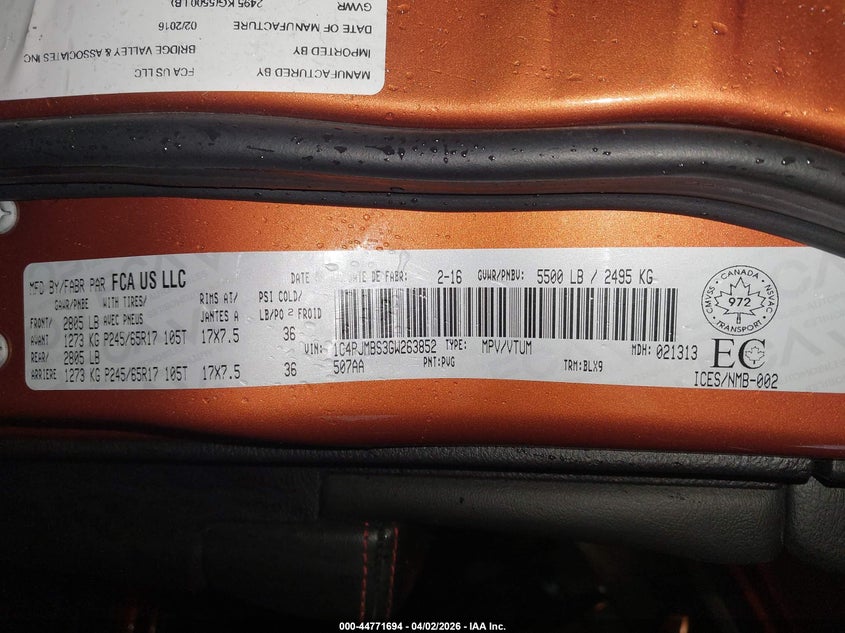 MANUFACTURED BY FCA US LLC
IMPORTED BY BRIDGE VALLEY & ASSOCIATES INC
DATE OF MANUFACTURE 02/2016
GVWR 2495 KG(5500 LB)
MFD BY/FABR PAR FCA US LLC
DATE DE FABR: 2-16 GVWR/PNBV: 5500 LB / 2495 KG
GAWR/PNBE WITH TIRES/ RIMS AT/ PSI COLD/
AVEC PNEUS JANTES A LB/PO² FROID
FRONT/ 2805 LB
AVANT 1273 KG P245/65R17 105T 17X7.5 36
REAR/ 2805 LB
ARRIERE 1273 KG P245/65R17 105T 17X7.5 36
VIN: 1C4PJMBS3GW263852 TYPE: MPV/VTUM MDH: 021313
507AA PNT:PVG TRM:BLX9
CMVSS CANADA NSVAC
972
TRANSPORT
EC
ICES/NMB-002
000-44771694 - 04/02/2026 - IAA Inc.